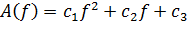 A(f) = c₁f² + c₂f + c₃